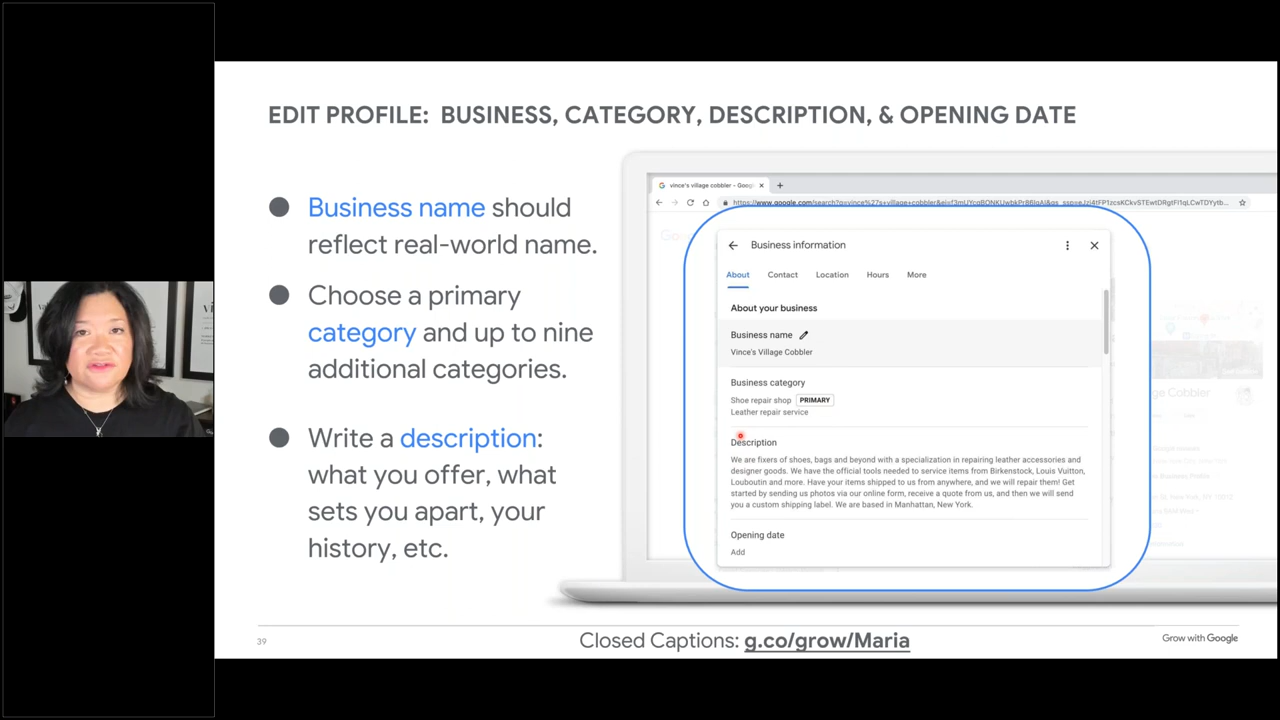 EDIT PROFILE: BUSINESS, CATEGORY, DESCRIPTION, & OPENING DATE
Business name should
reflect real-world name.
Choose a primary
category and up to nine
additional categories.
Write a description:
what you offer, what
sets you apart, your
history, etc.
vince's village cobbler - Goog
Business information
About Contact Location Hours More
About your business
Business name
Vince's Village Cobbler
Business category
Shoe repair shop PRIMARY
Leather repair service
Description
We are fixers of shoes, bags and beyond with a specialization in repairing leather accessories and
designer goods. We have the official tools needed to service items from Birkenstock, Louis Vuitton,
Louboutin and more. Have your items shipped to us from anywhere, and we will repair them! Get
started by sending us photos via our online form, receive a quote from us, and then we will send
you a custom shipping label. We are based in Manhattan, New York.
Opening date
Add
39
Closed Captions: g.co/grow/Maria
Grow with Google